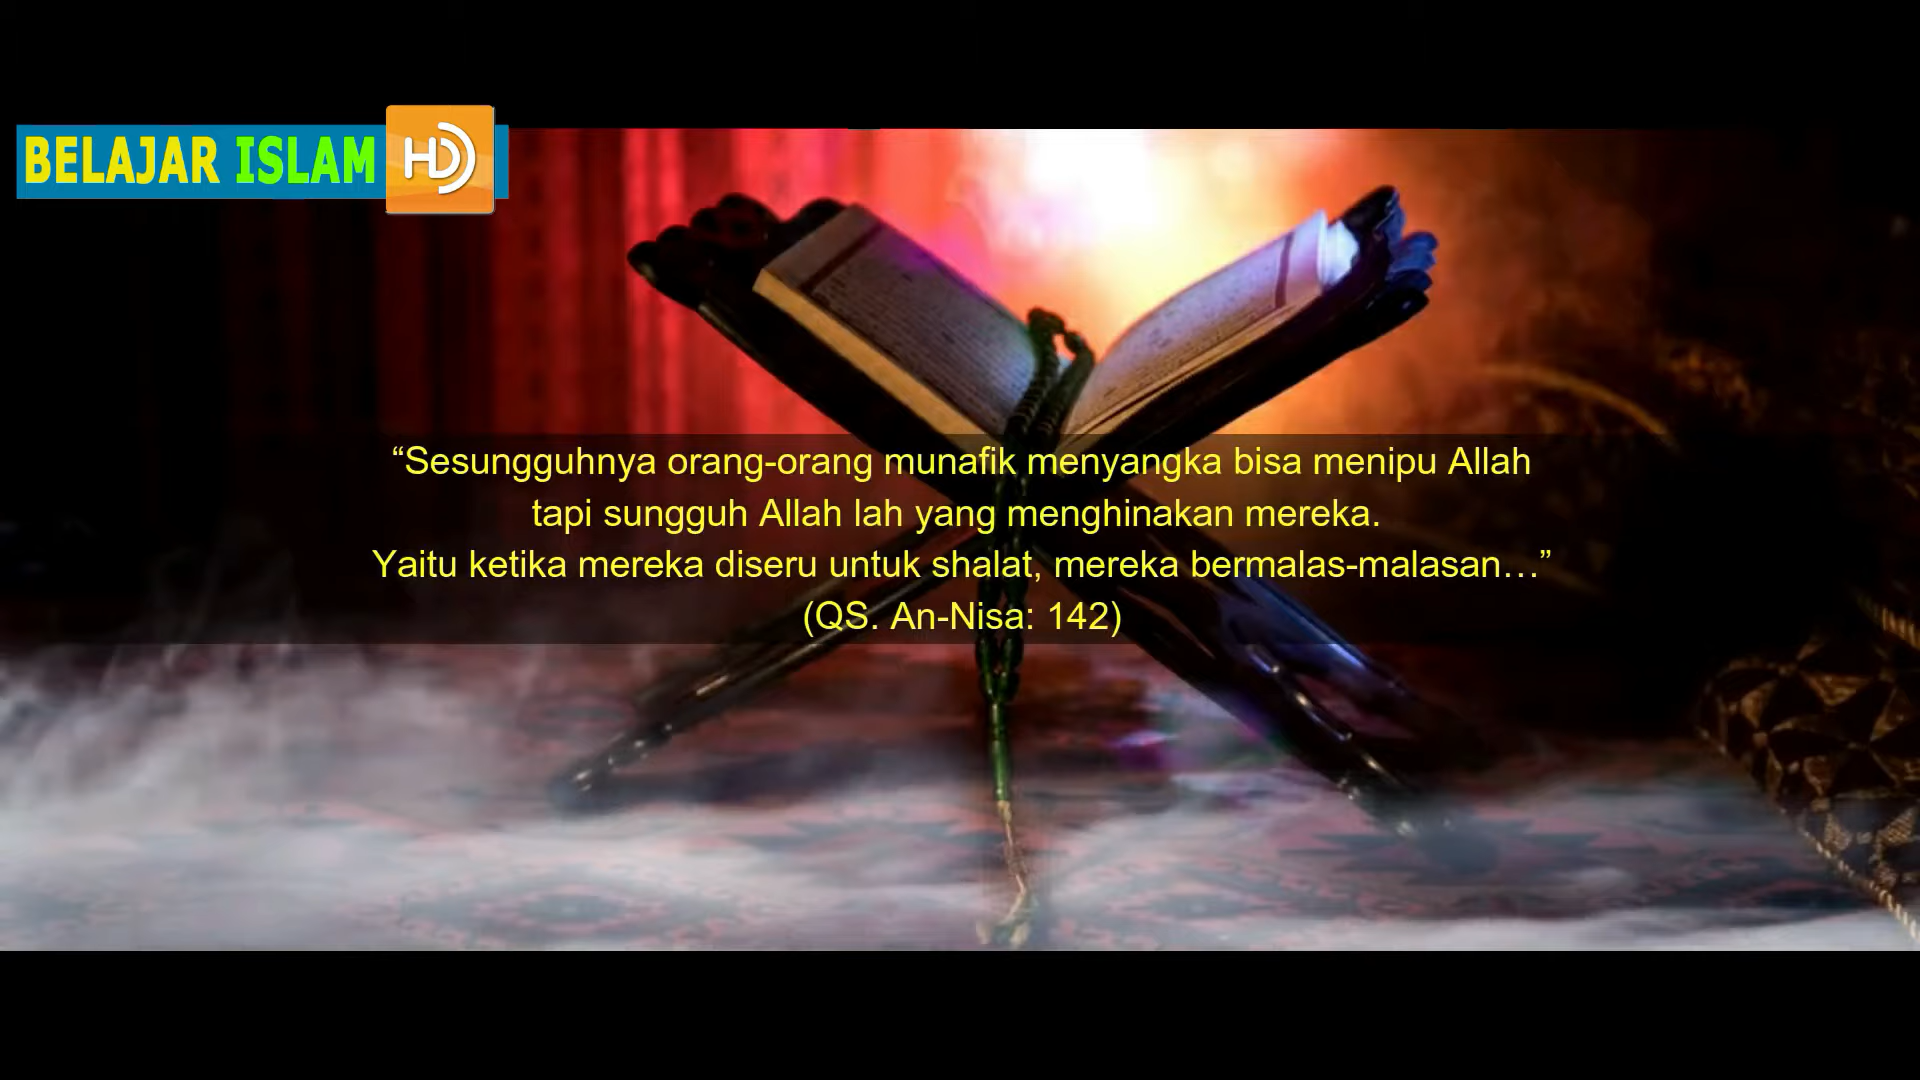 BELAJAR ISLAM HD
“Sesungguhnya orang-orang munafik menyangka bisa menipu Allah
tapi sungguh Allah lah yang menghinakan mereka.
Yaitu ketika mereka diseru untuk shalat, mereka bermalas-malasan…”
(QS. An-Nisa: 142)